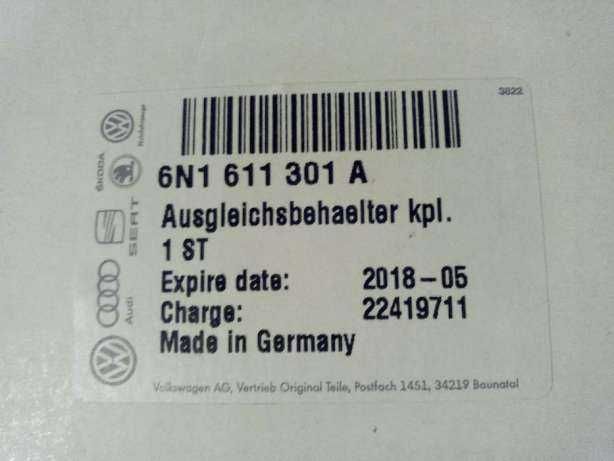 3822
6N1 611 301 A
Ausgleichsbehaelter kpl.
1 ST
Expire date: 2018-05
Charge: 22419711
Made in Germany
Volkswagen AG, Vertrieb Original Teile, Postfach 1451, 34219 Baunatal
Nutzfahrzeuge
ŠKODA
SEAT
Audi